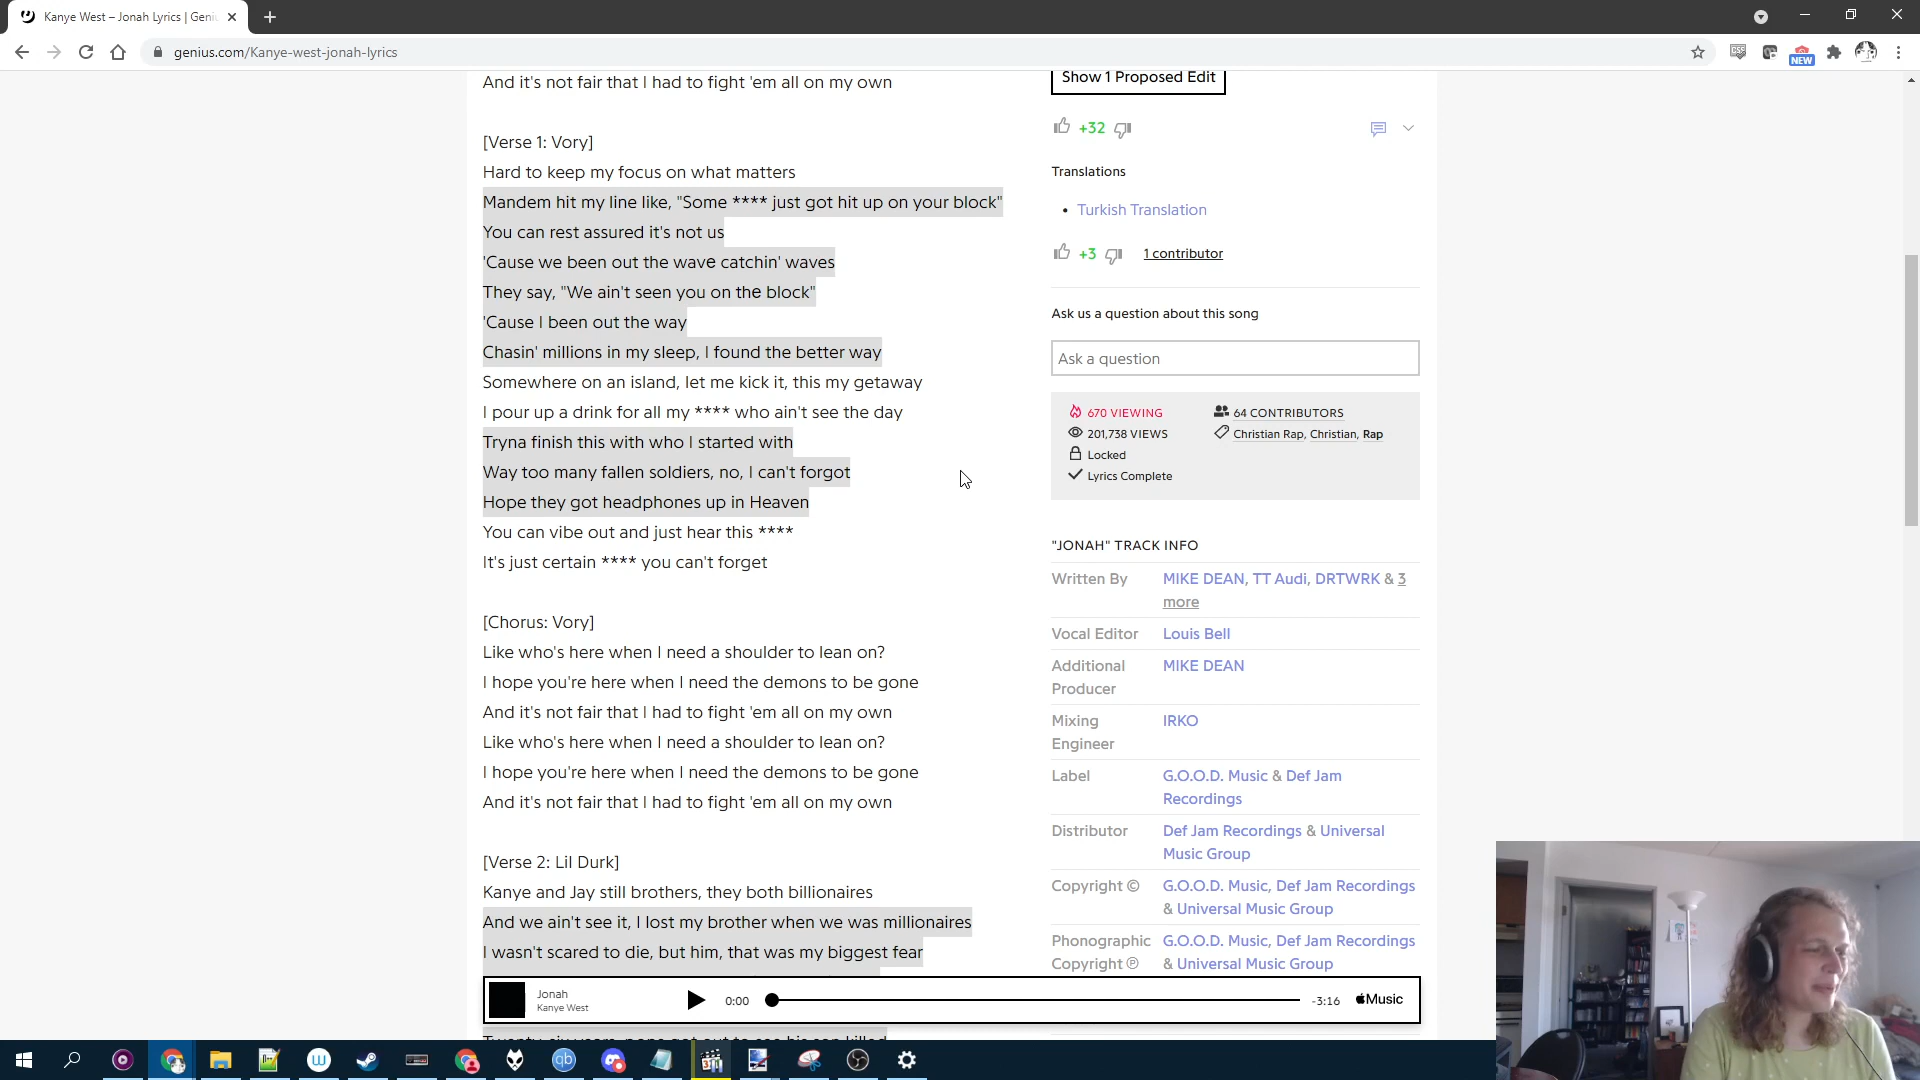 Kanye West – Jonah Lyrics | Geni
genius.com/Kanye-west-jonah-lyrics
NEW
And it's not fair that I had to fight 'em all on my own
[Verse 1: Vory]
Hard to keep my focus on what matters
Mandem hit my line like, "Some **** just got hit up on your block"
You can rest assured it's not us
'Cause we been out the wave catchin' waves
They say, "We ain't seen you on the block"
'Cause I been out the way
Chasin' millions in my sleep, I found the better way
Somewhere on an island, let me kick it, this my getaway
I pour up a drink for all my **** who ain't see the day
Tryna finish this with who I started with
Way too many fallen soldiers, no, I can't forgot
Hope they got headphones up in Heaven
You can vibe out and just hear this ****
It's just certain **** you can't forget
[Chorus: Vory]
Like who's here when I need a shoulder to lean on?
I hope you're here when I need the demons to be gone
And it's not fair that I had to fight 'em all on my own
Like who's here when I need a shoulder to lean on?
I hope you're here when I need the demons to be gone
And it's not fair that I had to fight 'em all on my own
[Verse 2: Lil Durk]
Kanye and Jay still brothers, they both billionaires
And we ain't see it, I lost my brother when we was millionaires
I wasn't scared to die, but him, that was my biggest fear
Show 1 Proposed Edit
+32
Translations
• Turkish Translation
+3 1 contributor
Ask us a question about this song
Ask a question
670 VIEWING
201,738 VIEWS
Locked
Lyrics Complete
64 CONTRIBUTORS
Christian Rap, Christian, Rap
"JONAH" TRACK INFO
Written By MIKE DEAN, TT Audi, DRTWRK & 3
more
Vocal Editor Louis Bell
Additional MIKE DEAN
Producer
Mixing IRKO
Engineer
Label G.O.O.D. Music & Def Jam
Recordings
Distributor Def Jam Recordings & Universal
Music Group
Copyright © G.O.O.D. Music, Def Jam Recordings
& Universal Music Group
Phonographic G.O.O.D. Music, Def Jam Recordings
Copyright ℗ & Universal Music Group
Jonah
Kanye West
0:00
-3:16
Music